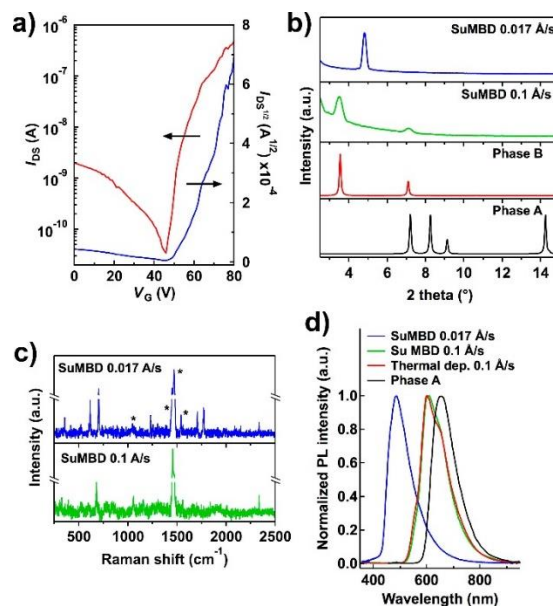 a)
10⁻⁶
10⁻⁷
10⁻⁸
10⁻⁹
10⁻¹⁰
I_DS (A)
8
6
4
2
0
I_DS^1/2 (A^1/2) x10-4
0 20 40 60 80
V_G (V)
b)
SuMBD 0.017 Å/s
SuMBD 0.1 Å/s
Phase B
Phase A
Intensity (a.u.)
4 6 8 10 12 14
2 theta (°)
c)
SuMBD 0.017 A/s
*
*
*
*
SuMBD 0.1 A/s
Intensity (a.u.)
500 1000 1500 2000 2500
Raman shift (cm⁻¹)
d)
SuMBD 0.017 Å/s
Su MBD 0.1 Å/s
Thermal dep. 0.1 Å/s
Phase A
Normalized PL intensity
1.0
0.8
0.6
0.4
0.2
0.0
400 600 800
Wavelength (nm)